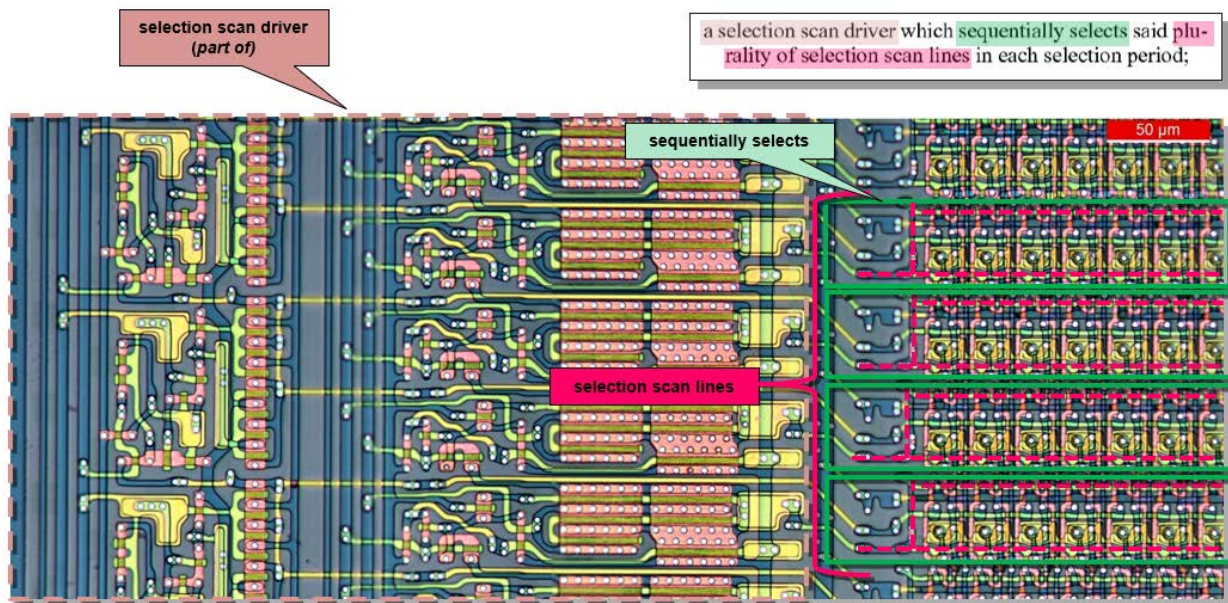 selection scan driver
(part of)
a selection scan driver which sequentially selects said plu-
rality of selection scan lines in each selection period;
50 µm
sequentially selects
selection scan lines